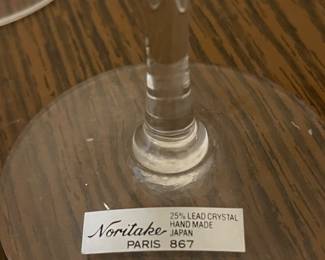 25% LEAD CRYSTAL
HAND MADE
Noritake JAPAN
PARIS 867